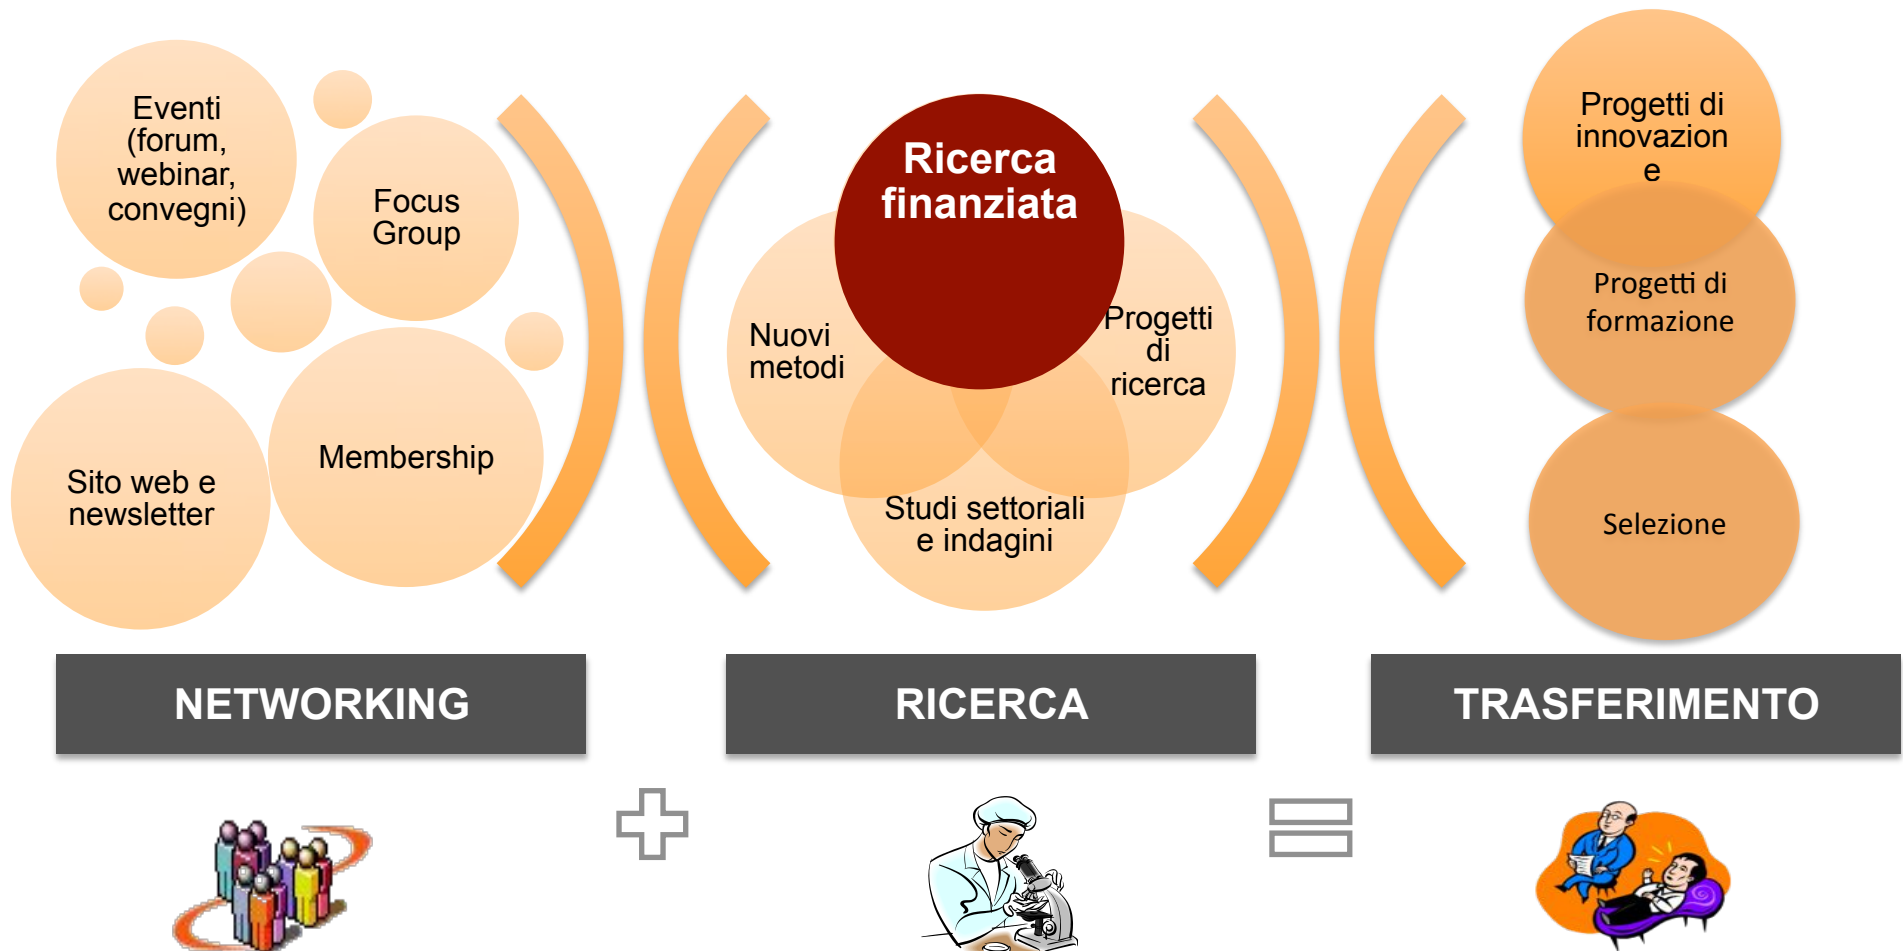 Eventi
(forum,
webinar,
convegni)
Focus
Group
Sito web e
newsletter
Membership
Ricerca
finanziata
Nuovi
metodi
Progetti
di
ricerca
Studi settoriali
e indagini
Progetti di
innovazion
e
Progetti di
formazione
Selezione
NETWORKING
RICERCA
TRASFERIMENTO